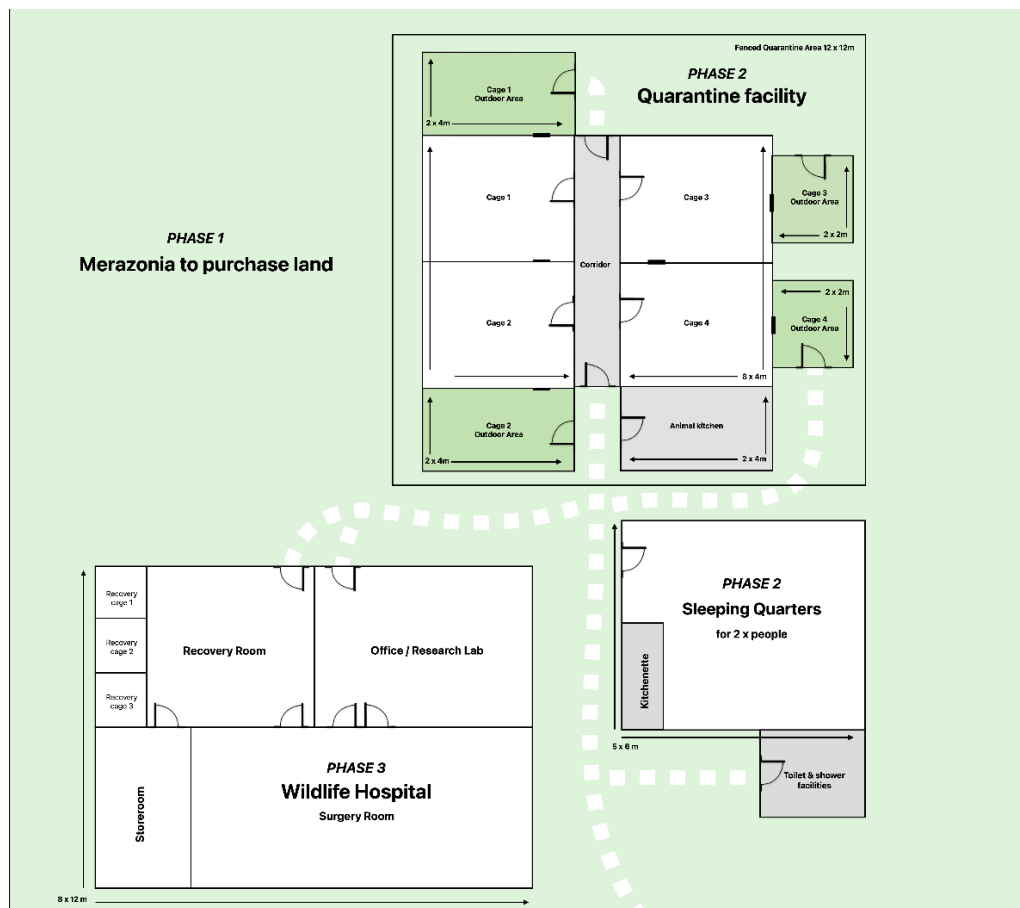 Fenced Quarantine Area 12 x 12m
PHASE 2
Quarantine facility
Cage 1
Outdoor Area
2 x 4m
Cage 1
Cage 3
Cage 3
Outdoor Area
2 x 2m
Corridor
PHASE 1
Merazonia to purchase land
Cage 2
Cage 4
2 x 2m
Cage 4
Outdoor Area
8 x 4m
Cage 2
Outdoor Area
2 x 4m
Animal kitchen
2 x 4m
PHASE 2
Sleeping Quarters
for 2 x people
Kitchenette
5 x 6 m
Toilet & shower
facilities
Recovery
cage 1
Recovery
cage 2
Recovery
cage 3
Recovery Room
Office / Research Lab
PHASE 3
Wildlife Hospital
Surgery Room
Storeroom
8 x 12 m